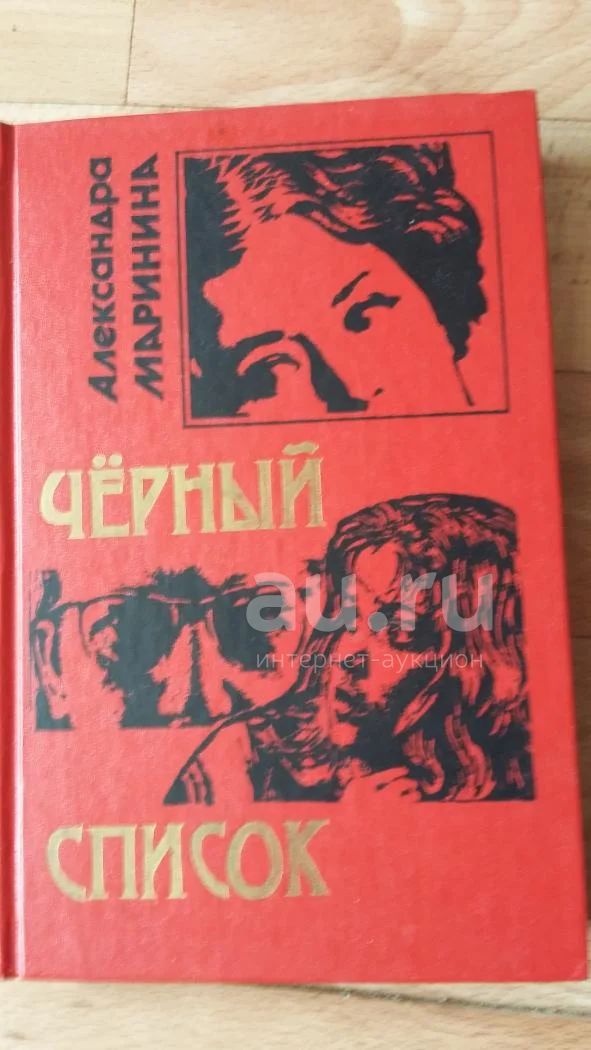 Александра
МАРИНИНА
ЧЁРНЫЙ
au.ru
интернет-аукцион
СПИСОК